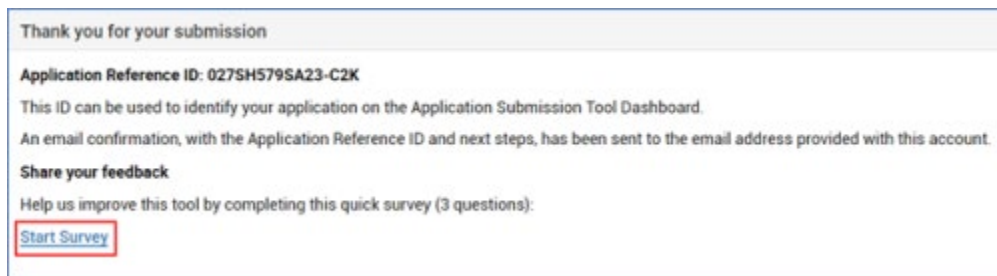 Thank you for your submission
Application Reference ID: 027SH579SA23-C2K
This ID can be used to identify your application on the Application Submission Tool Dashboard.
An email confirmation, with the Application Reference ID and next steps, has been sent to the email address provided with this account.
Share your feedback
Help us improve this tool by completing this quick survey (3 questions):
Start Survey